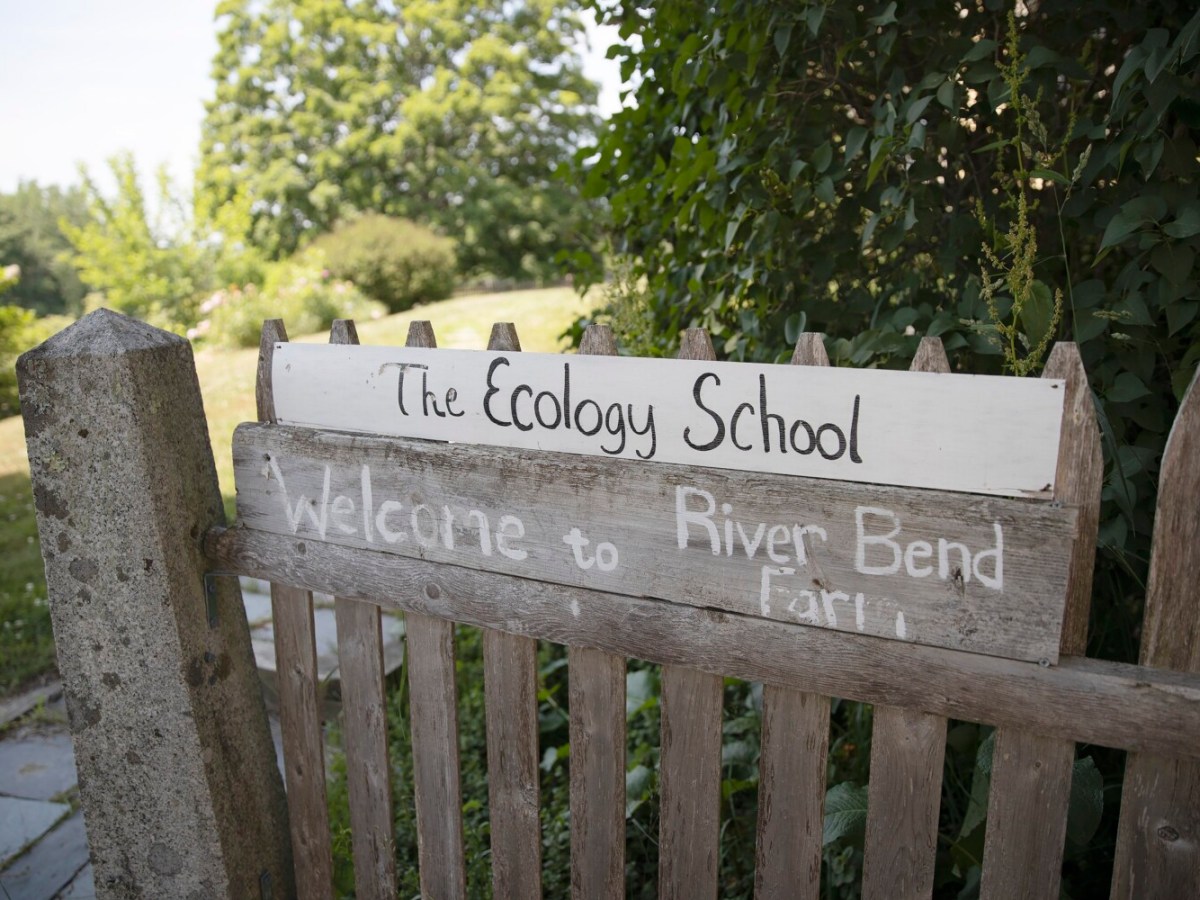 The Ecology School
Welcome to River Bend
Farm